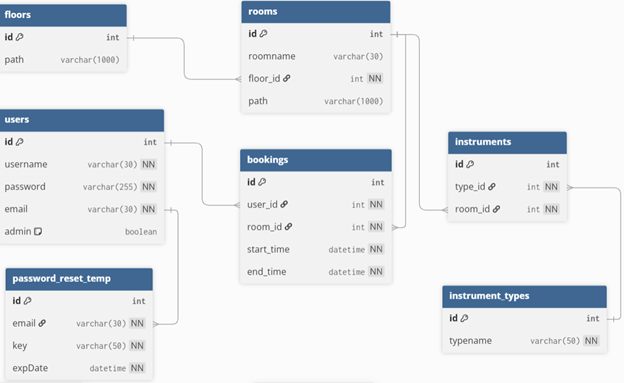 floors
id int
path varchar(1000)
rooms
id int
roomname varchar(30)
floor_id int NN
path varchar(1000)
users
id int
username varchar(30) NN
password varchar(255) NN
email varchar(30) NN
admin boolean
bookings
id int
user_id int NN
room_id int NN
start_time datetime NN
end_time datetime NN
instruments
id int
type_id int NN
room_id int NN
password_reset_temp
id int
email varchar(30) NN
key varchar(50) NN
expDate datetime NN
instrument_types
id int
typename varchar(50) NN